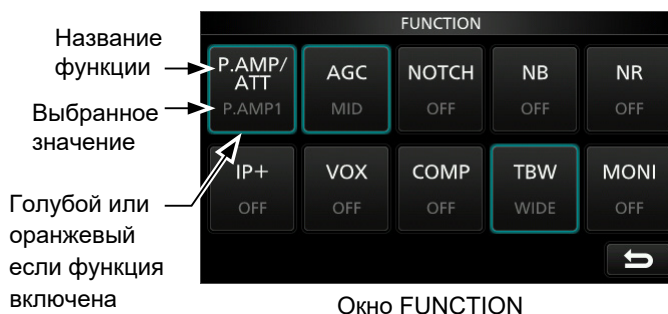 Название
функции
Выбранное
значение
Голубой или
оранжевый
если функция
включена
FUNCTION
P.AMP/
ATT
P.AMP1
AGC
MID
NOTCH
OFF
NB
OFF
NR
OFF
IP+
OFF
VOX
OFF
COMP
OFF
TBW
WIDE
MONI
OFF
Окно FUNCTION